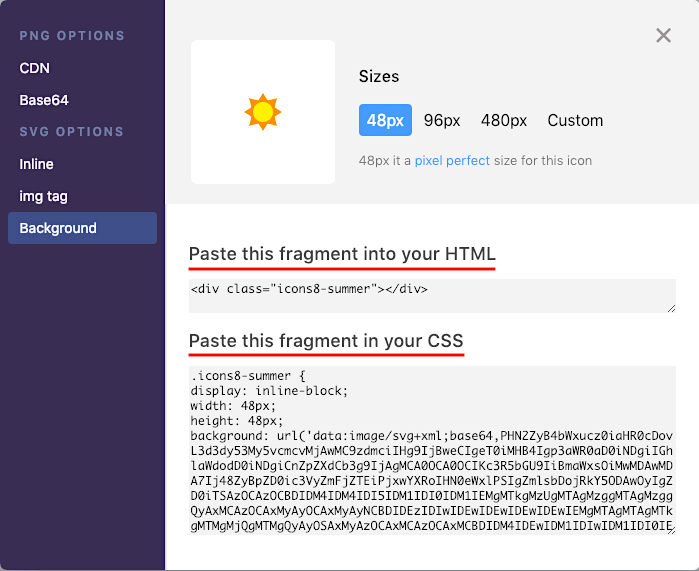 PNG OPTIONS
CDN
Base64
SVG OPTIONS
Inline
img tag
Background
Sizes
48px 96px 480px Custom
48px it a pixel perfect size for this icon
Paste this fragment into your HTML
<div class="icons8-summer"></div>
Paste this fragment in your CSS
.icons8-summer {
display: inline-block;
width: 48px;
height: 48px;
background: url('data:image/svg+xml;base64,PHN2ZyB4bWxucz0iaHR0cDov
L3d3dy53My5vcmcvMjAwMC9zdmciIHg9IjBweCIgeT0iMHB4Igp3aWR0aD0iNDgiIGh
laWdodD0iNDgiCnZpZXdCb3g9IjAgMCA0OCA0OCIKc3R5bGU9IiBmaWxsOiMwMDAwMD
A7Ij48ZyBpZD0ic3VyZmFjZTEiPjxwYXRoIHN0eWxlPSIgZmlsbDojRkY5ODAwOyIgZ
D0iTSAzOCAzOCBDIDM4IDM4IDI5IDM1IDI0IDM1IEMgMTkgMzUgMTAgMzggMTAgMzgg
QyAxMCAzOCAxMyAyOCAxMyAyNCBDIDEzIDIwIDEwIDEwIDEwIDEwIEMgMTAgMTAgMTk
gMTMgMjQgMTMgQyAyOSAxMyAzOCAxMCAzOCAxMCBDIDM4IDEwIDM1IDIwIDM1IDI0IE